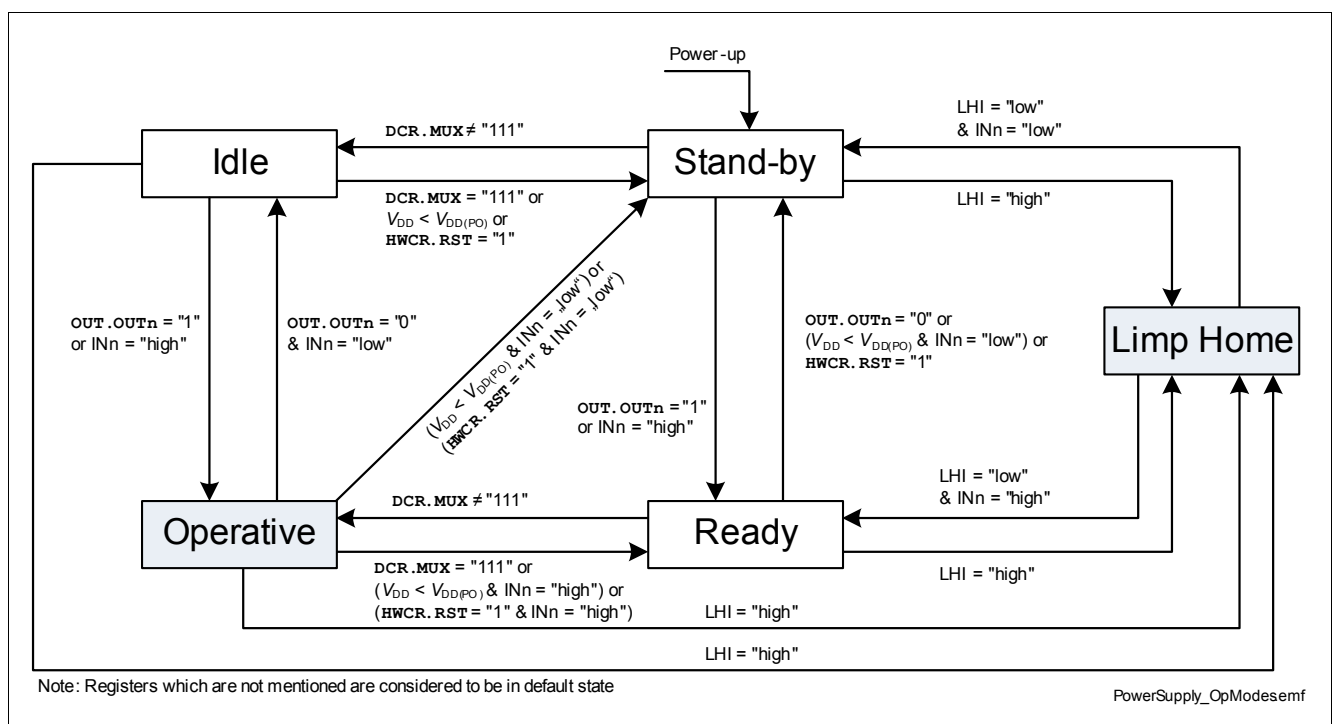 Power-up
LHI = "low"
& INn = "low"
DCR.MUX ≠ "111"
Idle
Stand-by
DCR.MUX = "111" or
VDD < VDD(PO) or
HWCR.RST = "1"
LHI = "high"
(VDD < VDD(PO) & INn = „low“) or
(HWCR.RST = "1" & INn = „low“)
OUT.OUTn = "1"
or INn = "high"
OUT.OUTn = "0"
& INn = "low"
OUT.OUTn = "0" or
(VDD < VDD(PO) & INn = "low") or
HWCR.RST = "1"
Limp Home
OUT.OUTn = "1"
or INn = "high"
LHI = "low"
& INn = "high"
DCR.MUX ≠ "111"
Operative
Ready
DCR.MUX = "111" or
(VDD < VDD(PO) & INn = "high") or
(HWCR.RST = "1" & INn = "high")
LHI = "high"
LHI = "high"
LHI = "high"
Note: Registers which are not mentioned are considered to be in default state
PowerSupply_OpModes.emf